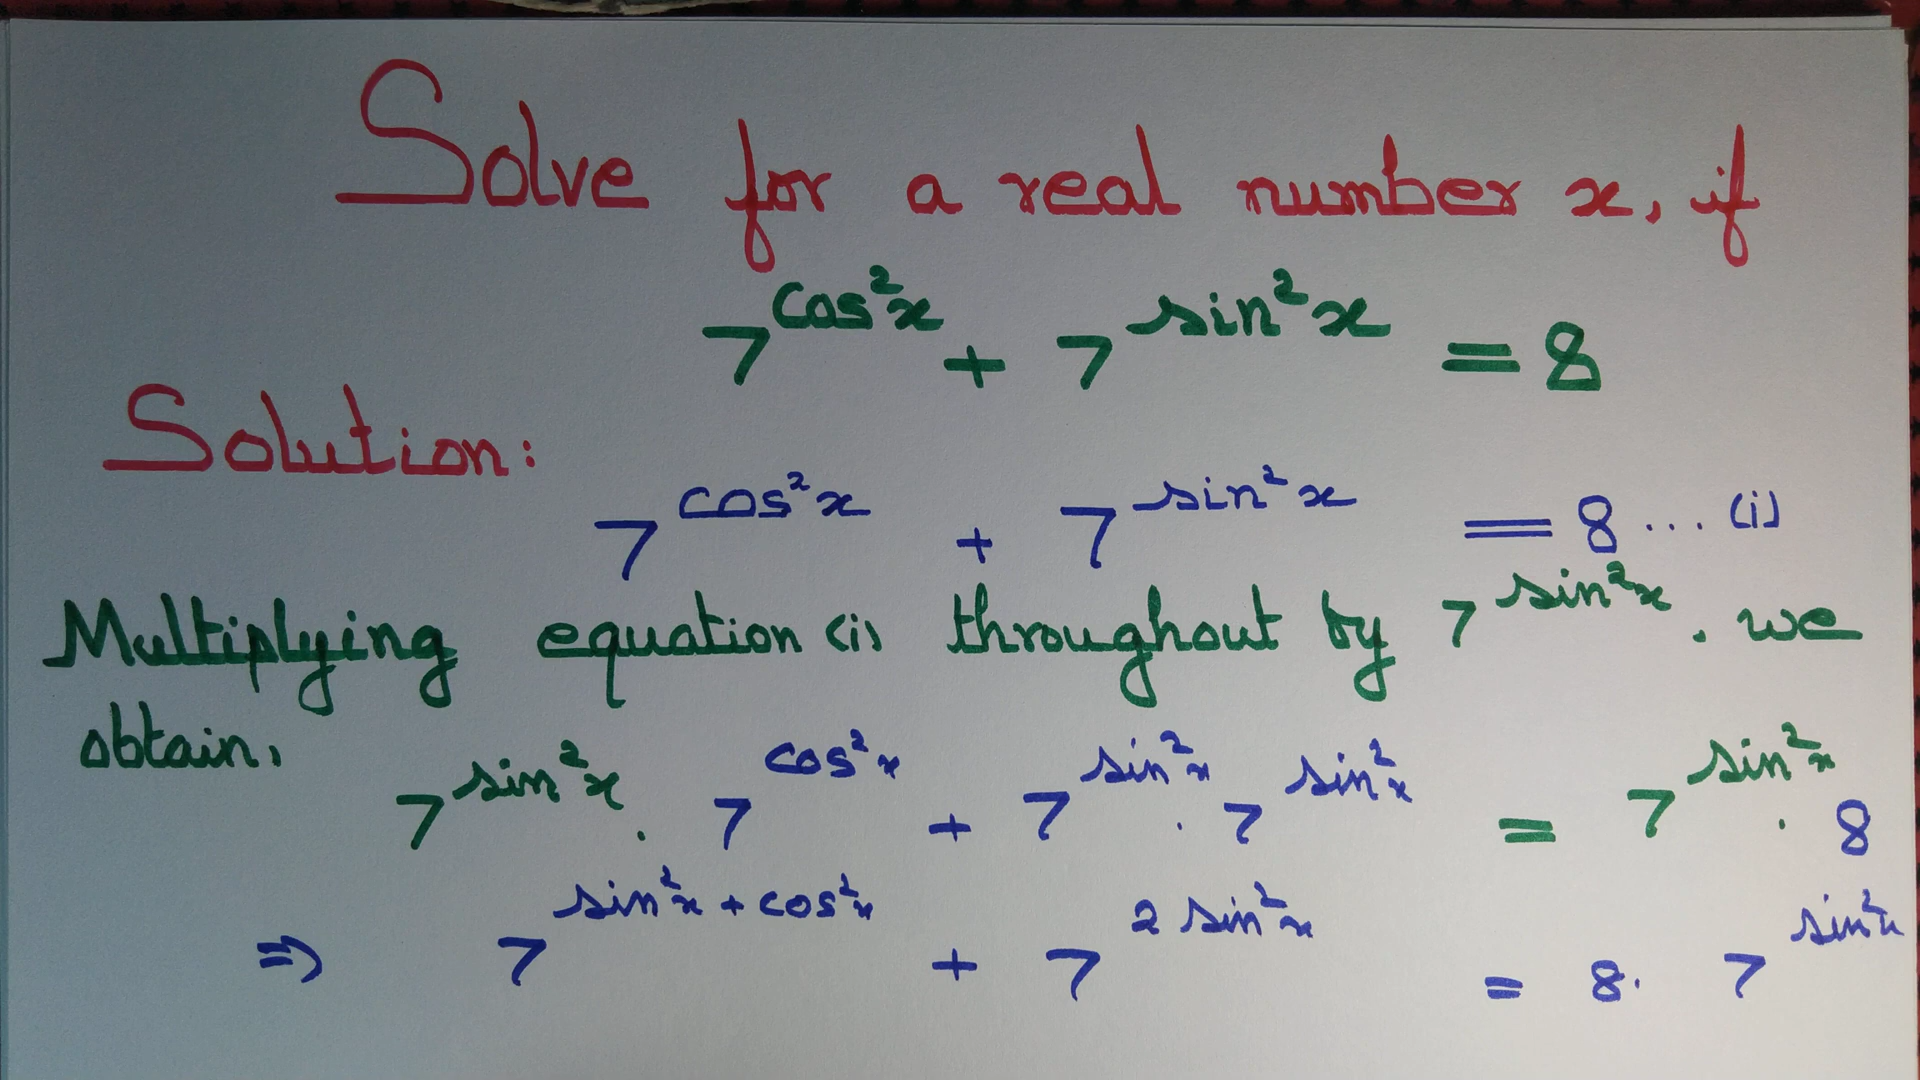 Solve for a real number x, if
7^cos²x + 7^sin²x = 8
Solution:
7^cos²x + 7^sin²x = 8 ... (i)
Multiplying equation (i) throughout by 7^sin²x, we
obtain,
7^sin²x · 7^cos²x + 7^sin²x · 7^sin²x = 7^sin²x · 8
⇒ 7^sin²x + cos²x + 7^2 sin²x = 8 · 7^sin²x